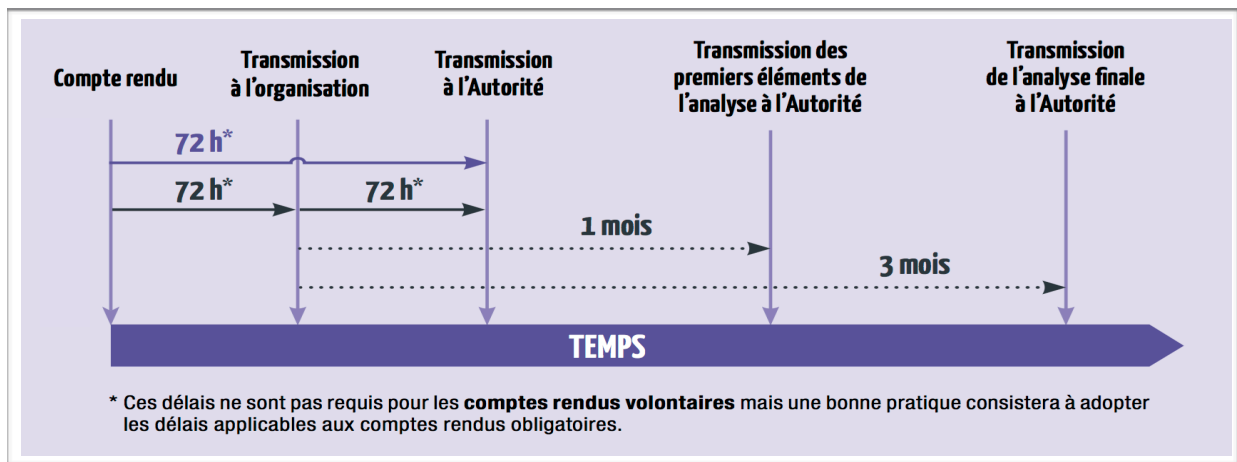 Compte rendu
Transmission
à l'organisation
Transmission
à l'Autorité
Transmission des
premiers éléments de
l'analyse à l'Autorité
Transmission
de l'analyse finale
à l'Autorité
72 h*
72 h*
72 h*
1 mois
3 mois
TEMPS
* Ces délais ne sont pas requis pour les comptes rendus volontaires mais une bonne pratique consistera à adopter
les délais applicables aux comptes rendus obligatoires.